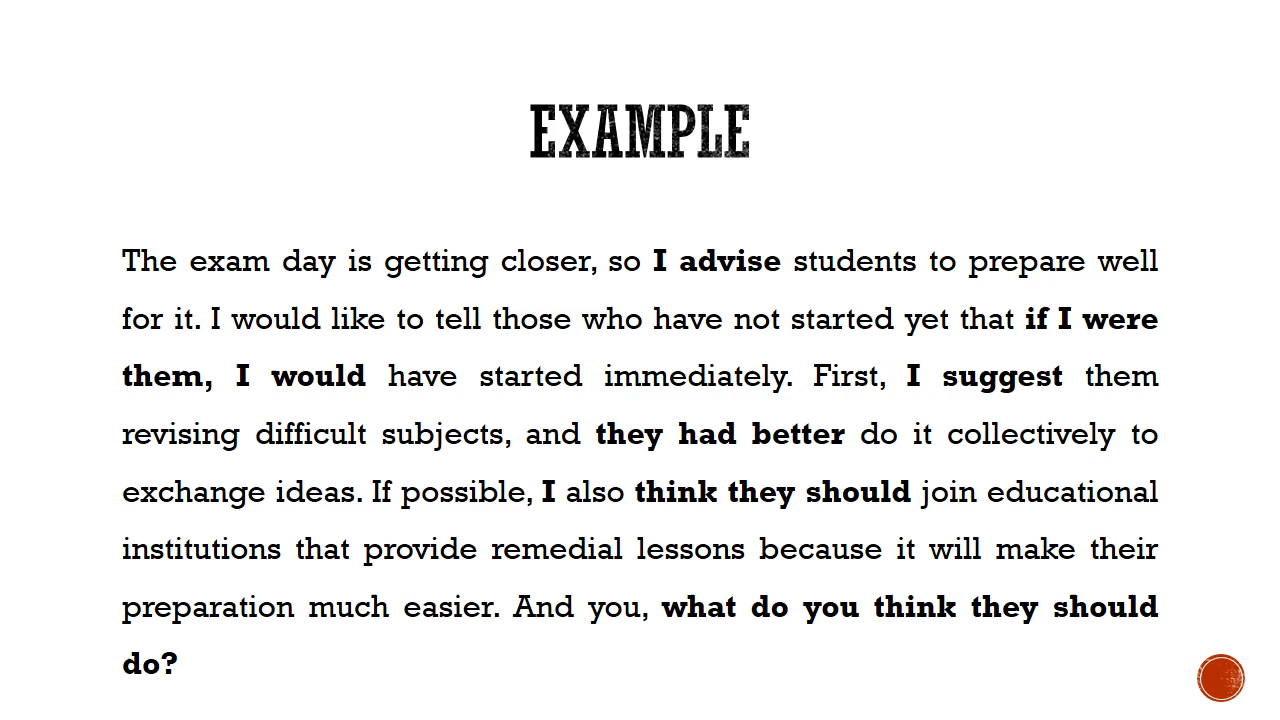 EXAMPLE
The exam day is getting closer, so I advise students to prepare well
for it. I would like to tell those who have not started yet that if I were
them, I would have started immediately. First, I suggest them
revising difficult subjects, and they had better do it collectively to
exchange ideas. If possible, I also think they should join educational
institutions that provide remedial lessons because it will make their
preparation much easier. And you, what do you think they should
do?